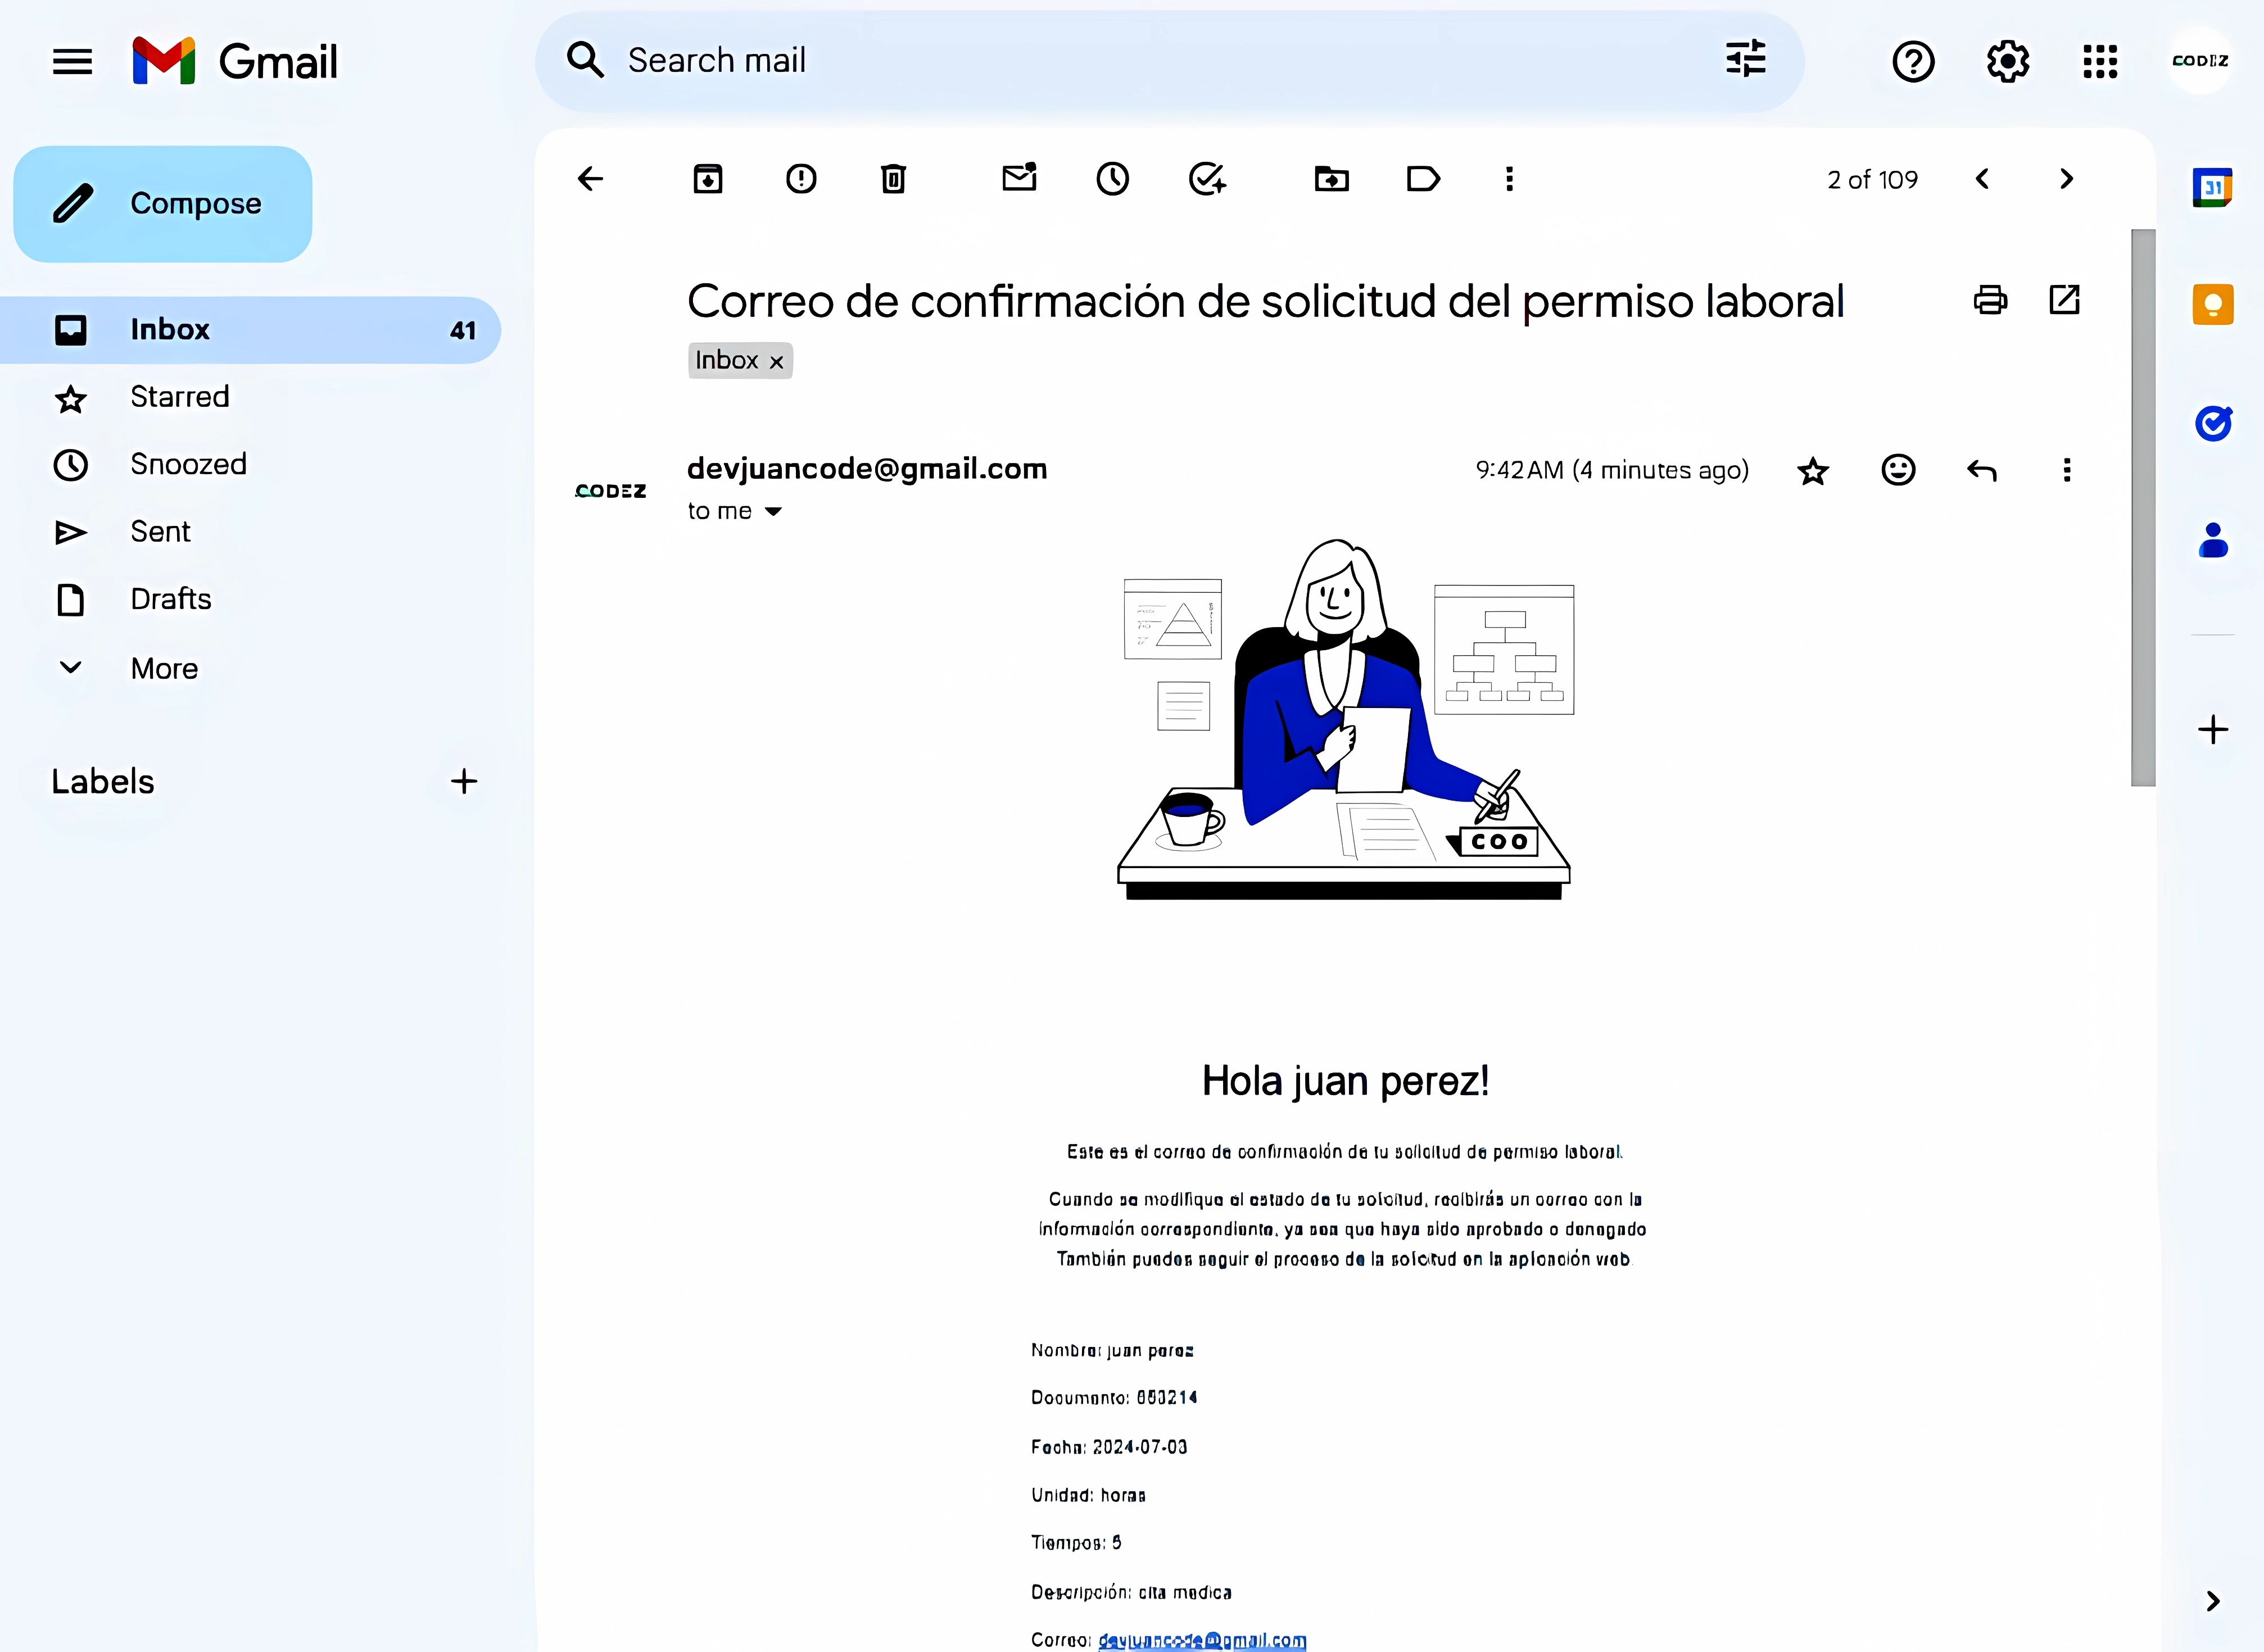 Gmail
Search mail
CODEZ
Compose
2 of 109
31
Correo de confirmación de solicitud del permiso laboral
Inbox 41
Inbox x
Starred
Snoozed
Sent
Drafts
More
Labels
CODEZ
devjuancode@gmail.com
9:42 AM (4 minutes ago)
to me
COO
Hola juan perez!
Este es el correo de confirmación de tu solicitud de permiso laboral.
Cuando se modifique el estado de tu solicitud, recibirás un correo con la
información correspondiente, ya sea que haya sido aprobado o denegado
También puedes seguir el proceso de la solicitud en la aplicación web
Nombre: juan perez
Documento:
Fecha: 2024-07-03
Unidad: horas
Tiempos: 5
Descripción: cita medica
Correo: devjuancode@gmail.com